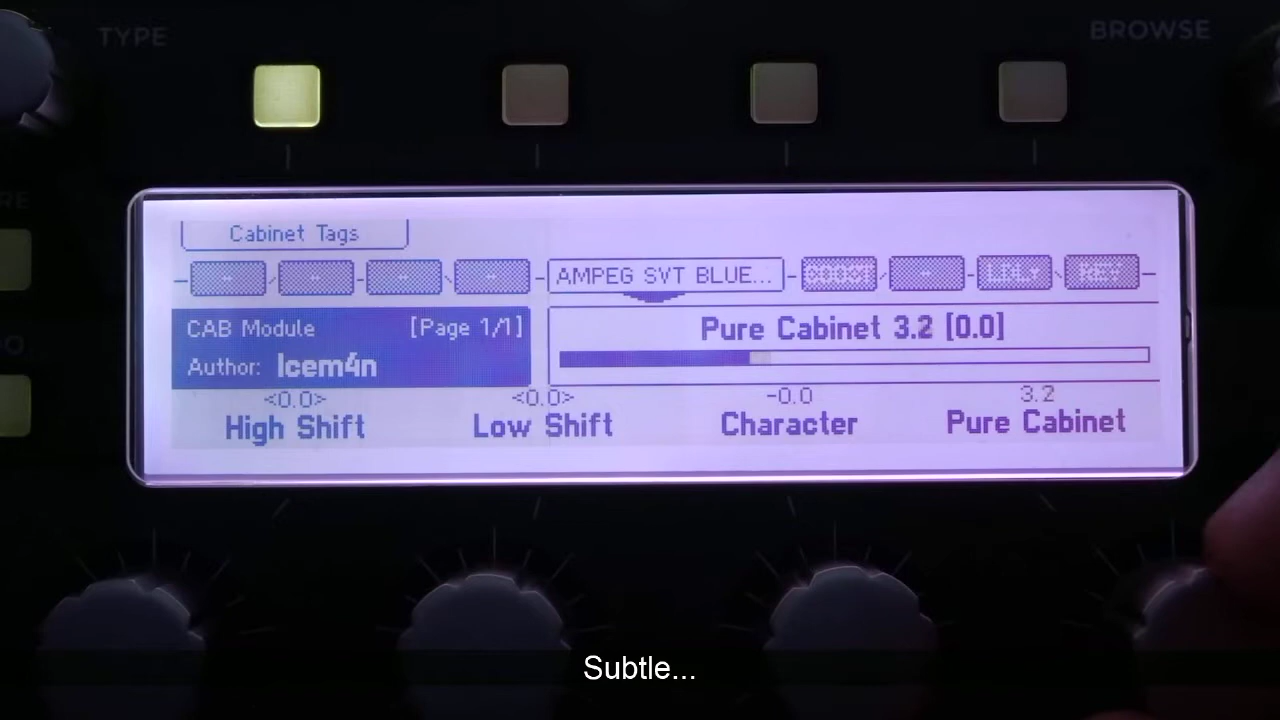 TYPE
BROWSE
RE
O.
Cabinet Tags
AMPEG SVT BLUE...
CAB Module [Page 1/1]
Author: Icem4n
Pure Cabinet 3.2 [0.0]
<0.0> <0.0> -0.0 3.2
High Shift Low Shift Character Pure Cabinet
Subtle...